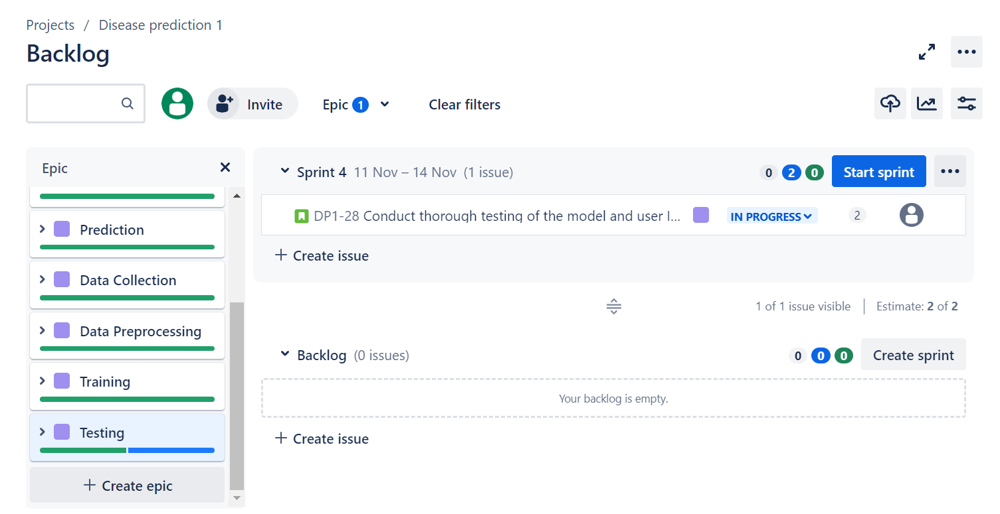 Projects / Disease prediction 1
Backlog
Invite
Epic 1
Clear filters
Epic
Prediction
Data Collection
Data Preprocessing
Training
Testing
+ Create epic
Sprint 4 11 Nov – 14 Nov (1 issue)
0 2 0
Start sprint
DP1-28 Conduct thorough testing of the model and user I...
IN PROGRESS
2
+ Create issue
1 of 1 issue visible
Estimate: 2 of 2
Backlog (0 issues)
0 0 0
Create sprint
Your backlog is empty.
+ Create issue